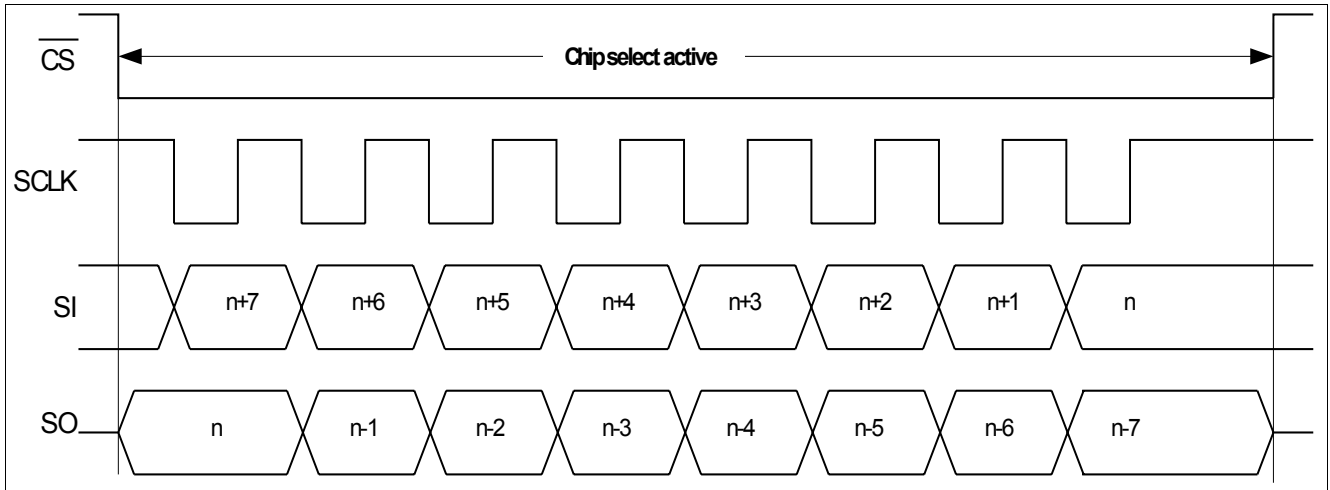 CS
Chip select active
SCLK
SI n+7 n+6 n+5 n+4 n+3 n+2 n+1 n
SO n n-1 n-2 n-3 n-4 n-5 n-6 n-7